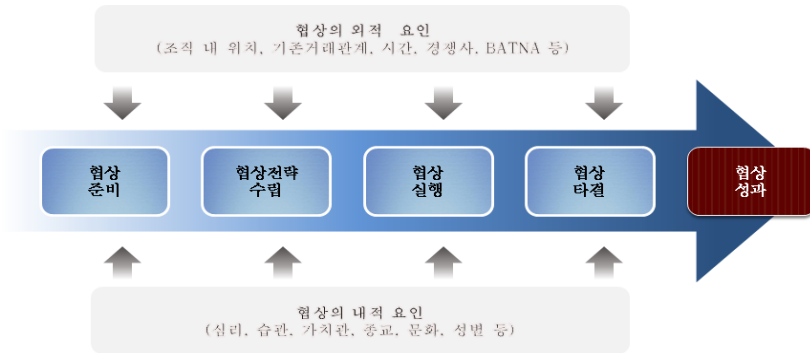 협상의 외적 요인
(조직 내 위치, 기존거래관계, 시간, 경쟁사, BATNA 등)
협상
준비
협상전략
수립
협상
실행
협상
타결
협상
성과
협상의 내적 요인
(심리, 습관, 가치관, 종교, 문화, 성별 등)